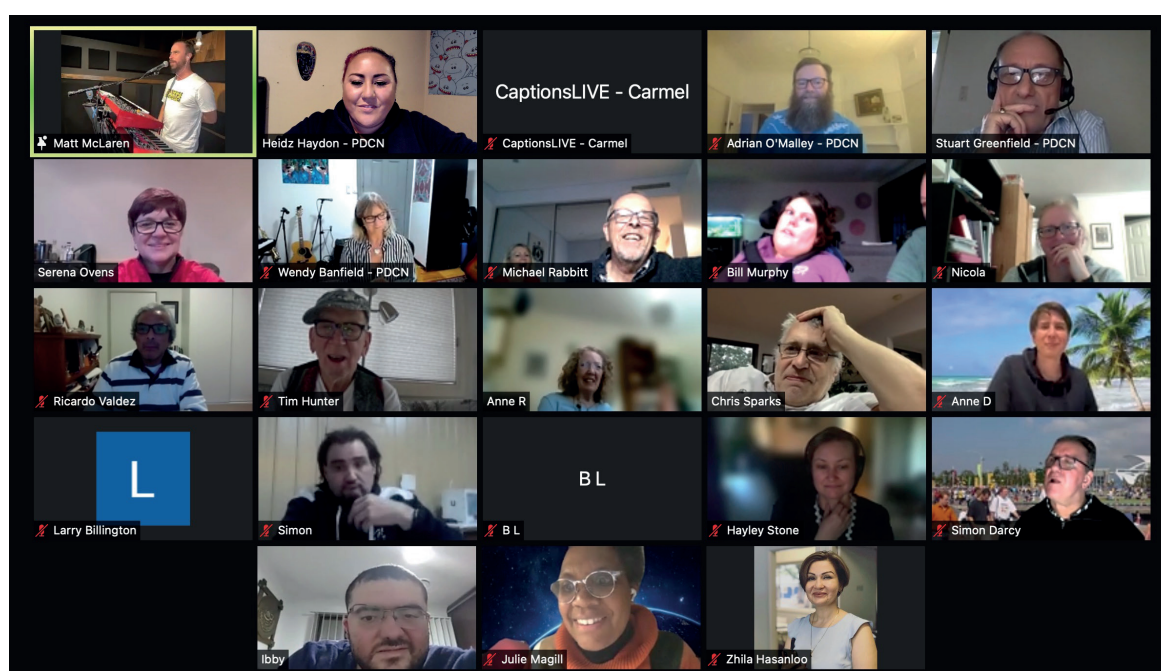 Matt McLaren
Heidz Haydon - PDCN
CaptionsLIVE - Carmel
CaptionsLIVE - Carmel
Adrian O'Malley - PDCN
Stuart Greenfield - PDCN
Serena Ovens
Wendy Banfield - PDCN
Michael Rabbitt
Bill Murphy
Nicola
Ricardo Valdez
Tim Hunter
Anne R
Chris Sparks
Anne D
L
Larry Billington
Simon
B L
B L
Hayley Stone
Simon Darcy
Ibby
Julie Magill
Zhila Hasanloo